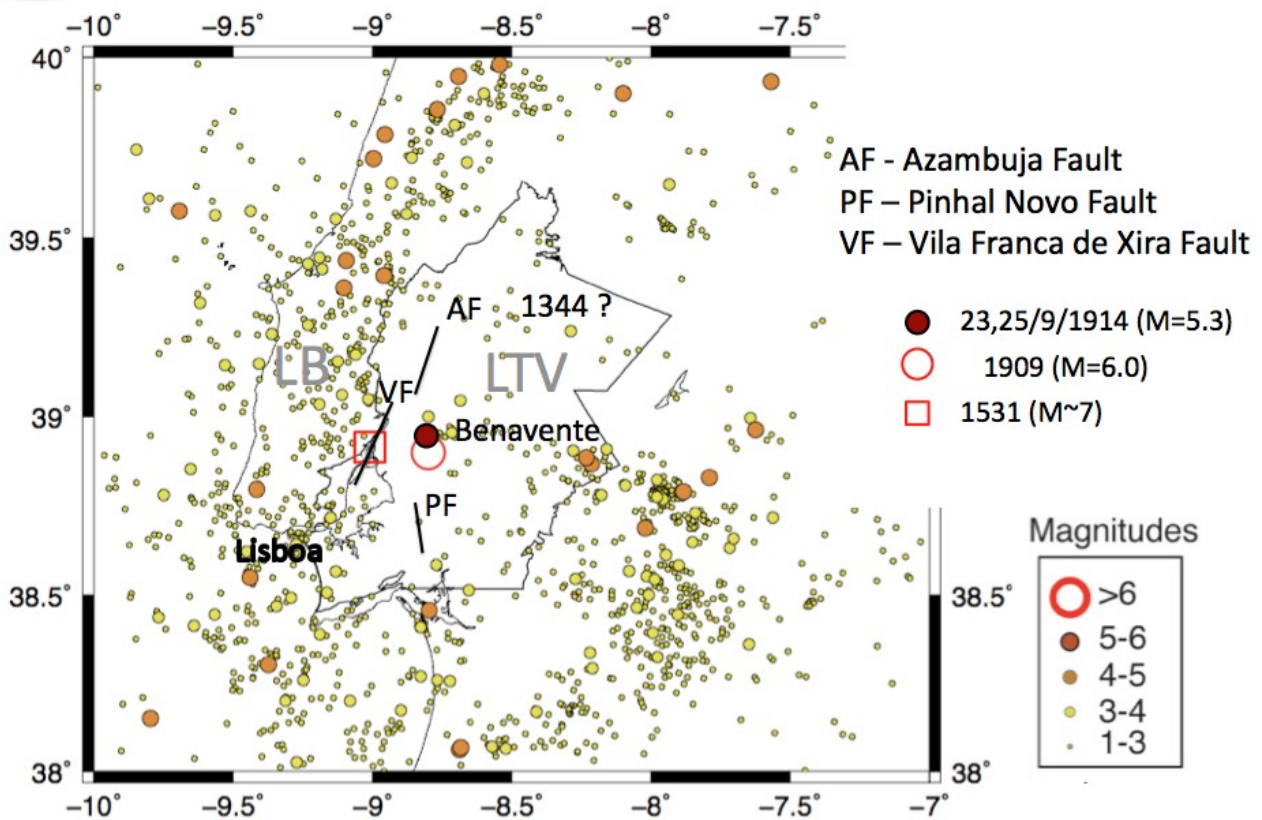 −10 −9.5 −9 −8.5 −8 −7.5
40˚
39.5˚
39˚
38.5˚
38˚
AF
1344 ?
LB
LTV
VF
Benavente
PF
Lisboa
AF - Azambuja Fault
PF – Pinhal Novo Fault
VF – Vila Franca de Xira Fault
23,25/9/1914 (M=5.3)
1909 (M=6.0)
1531 (M~7)
38.5˚
38˚
Magnitudes
>6
5-6
4-5
3-4
1-3
−10˚ −9.5˚ −9˚ −8.5˚ −8˚ −7.5˚ −7˚